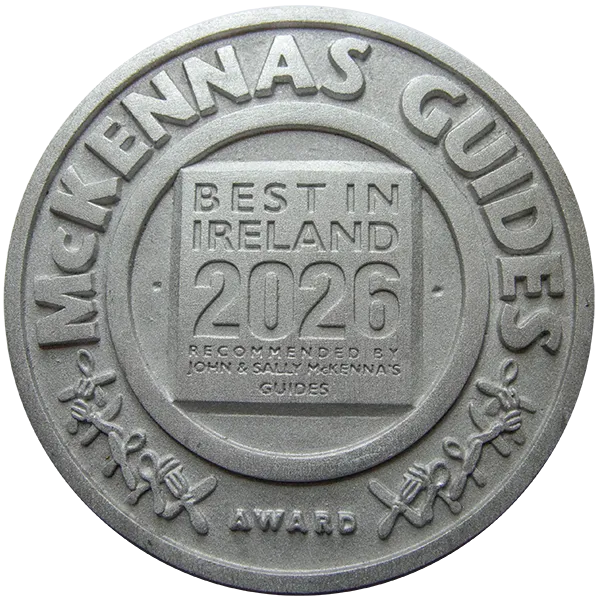 McKENNAS GUIDES
BEST IN
IRELAND
2026
RECOMMENDED BY
JOHN & SALLY McKENNA'S
GUIDES
AWARD